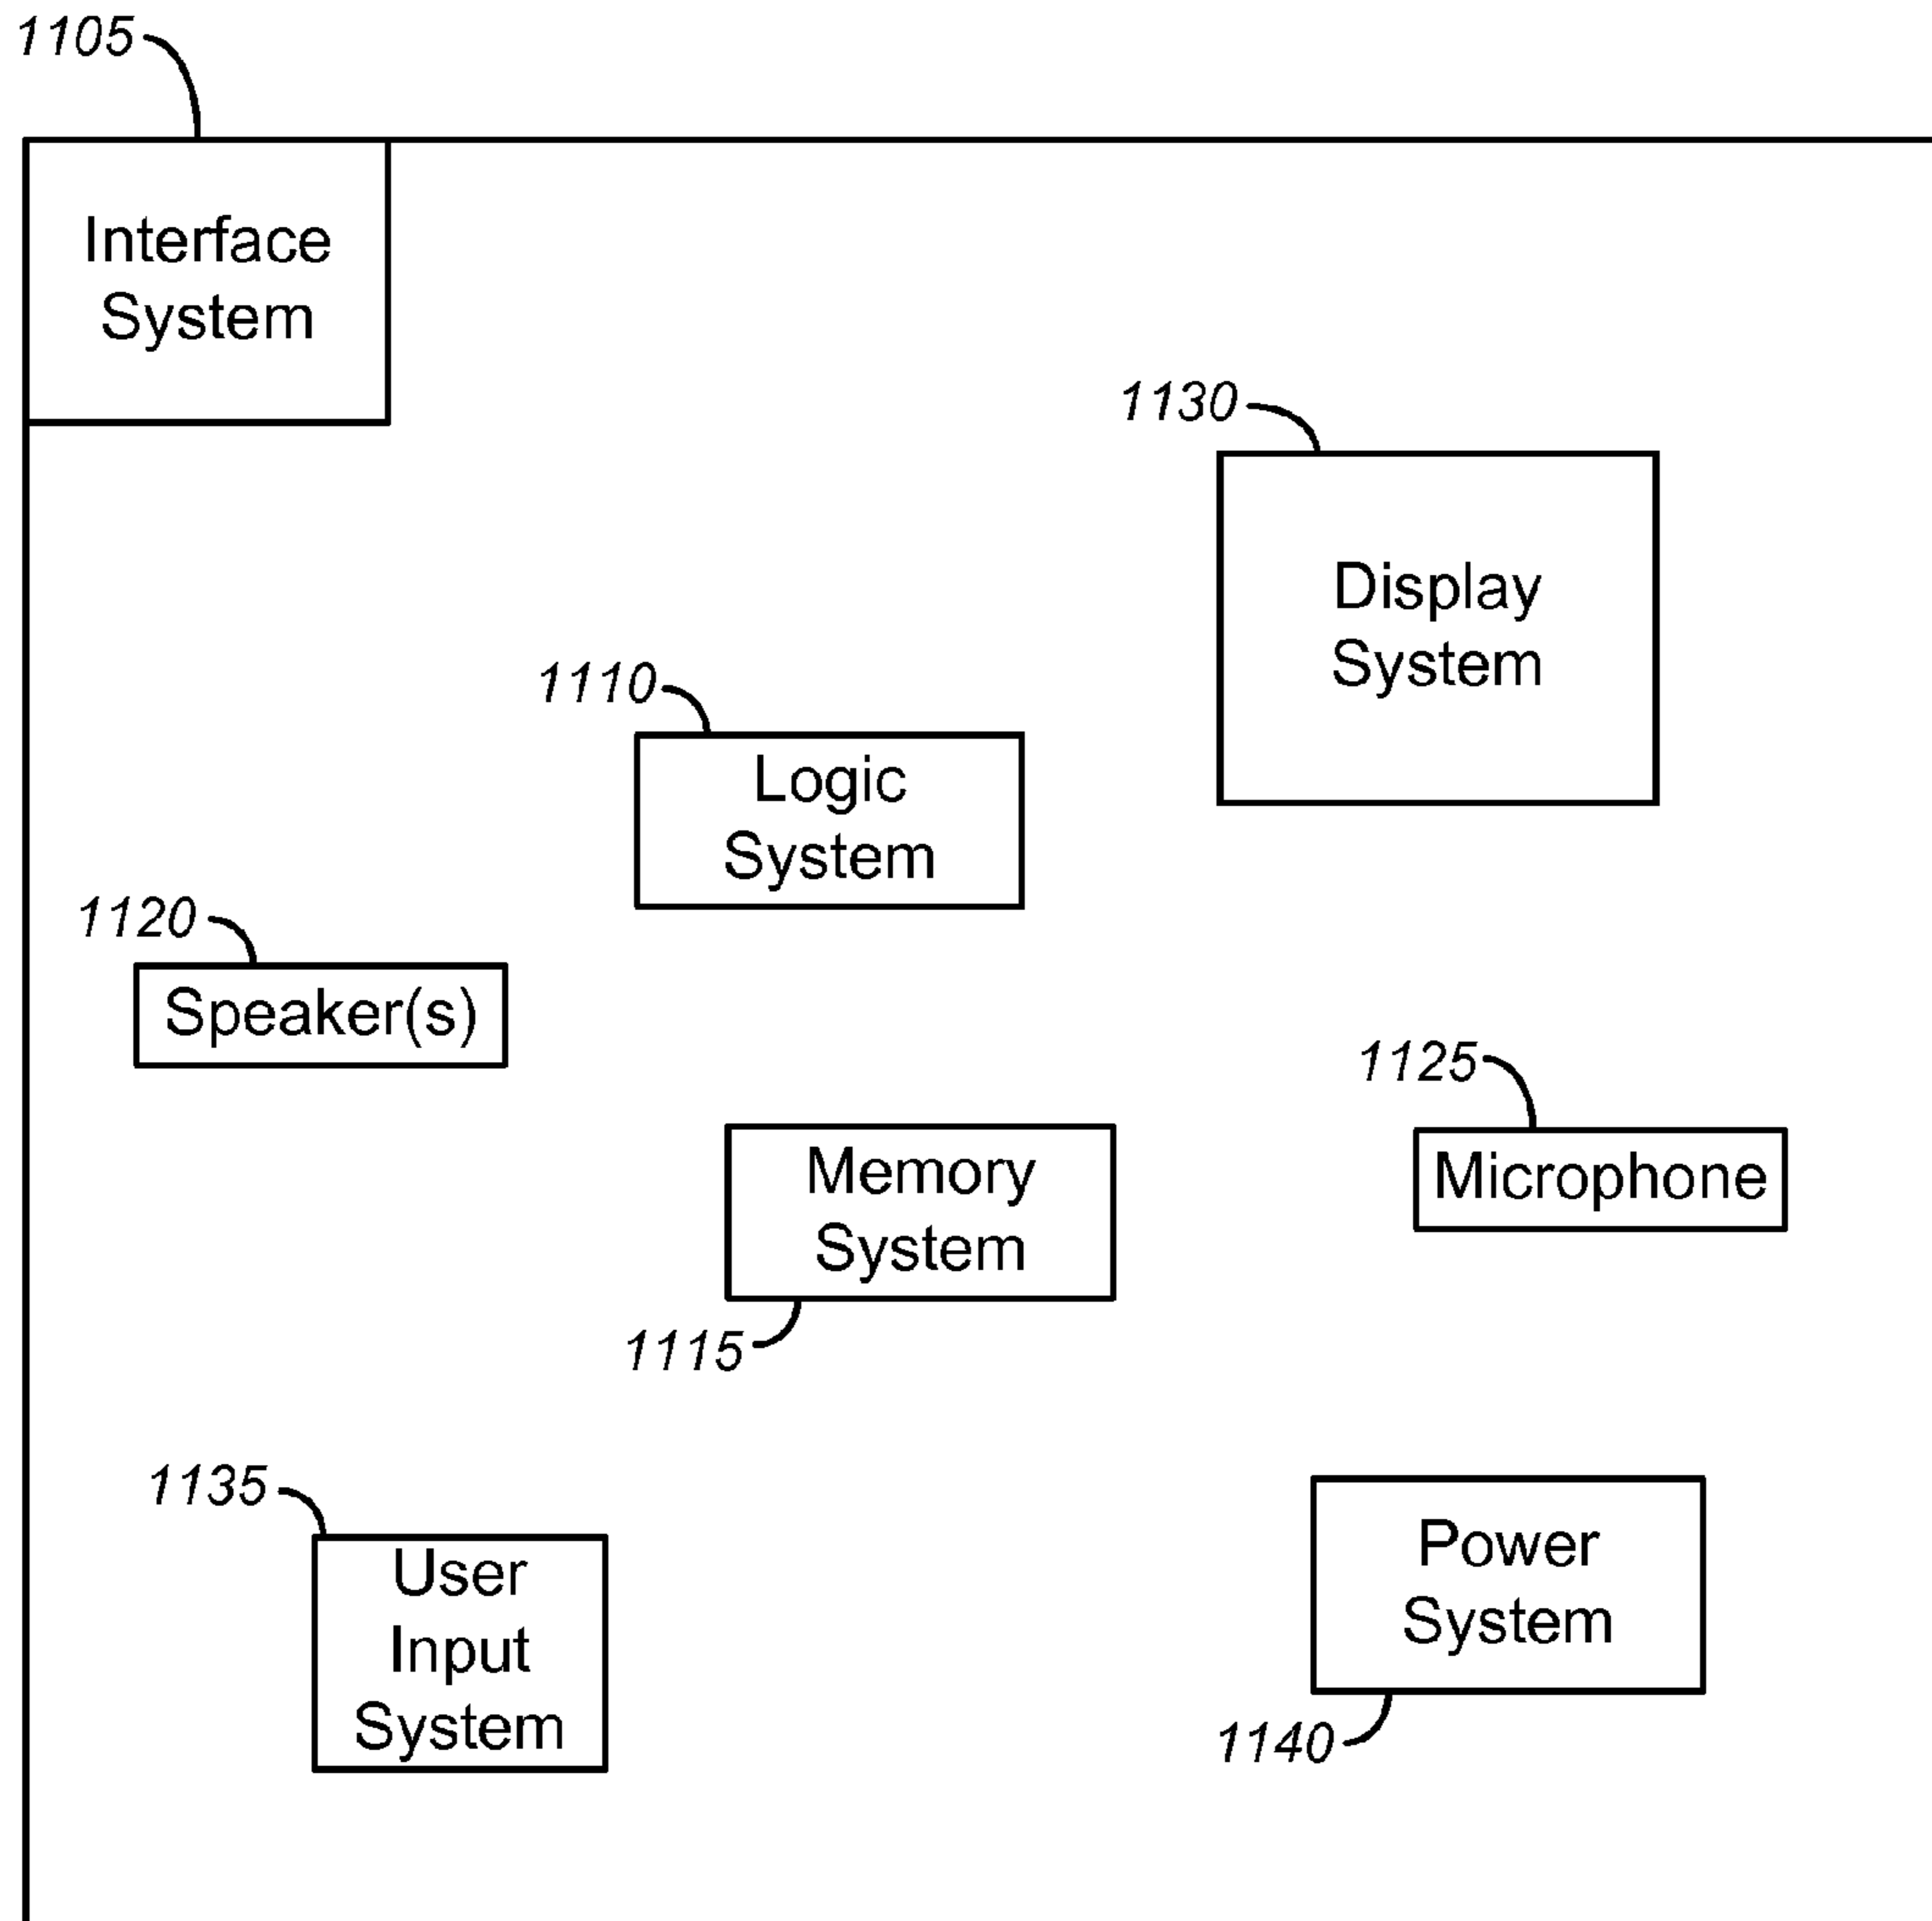 1105
Interface
System
1130
Display
System
1110
Logic
System
1120
Speaker(s)
1125
Microphone
Memory
System
1115
1135
User
Input
System
Power
System
1140